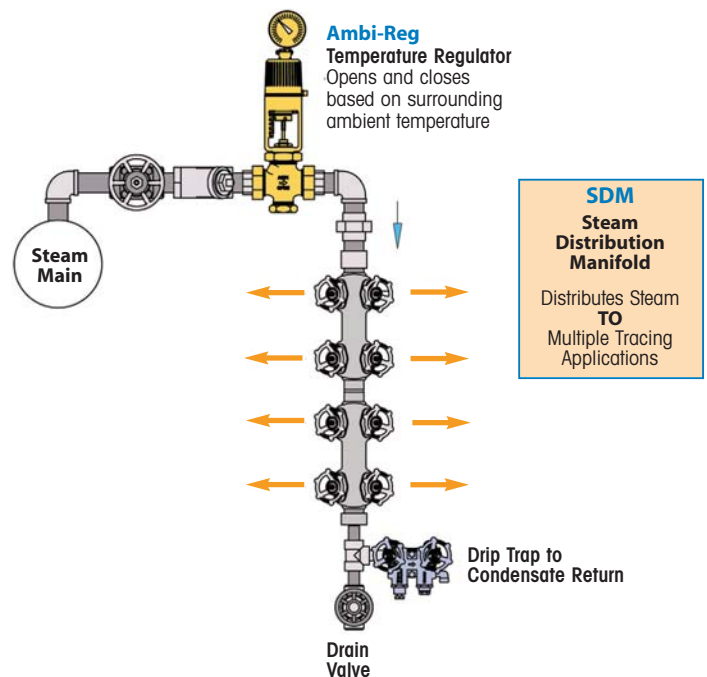 Ambi-Reg
Temperature Regulator
Opens and closes
based on surrounding
ambient temperature
Steam
Main
SDM
Steam
Distribution
Manifold
Distributes Steam
TO
Multiple Tracing
Applications
Drip Trap to
Condensate Return
Drain
Valve